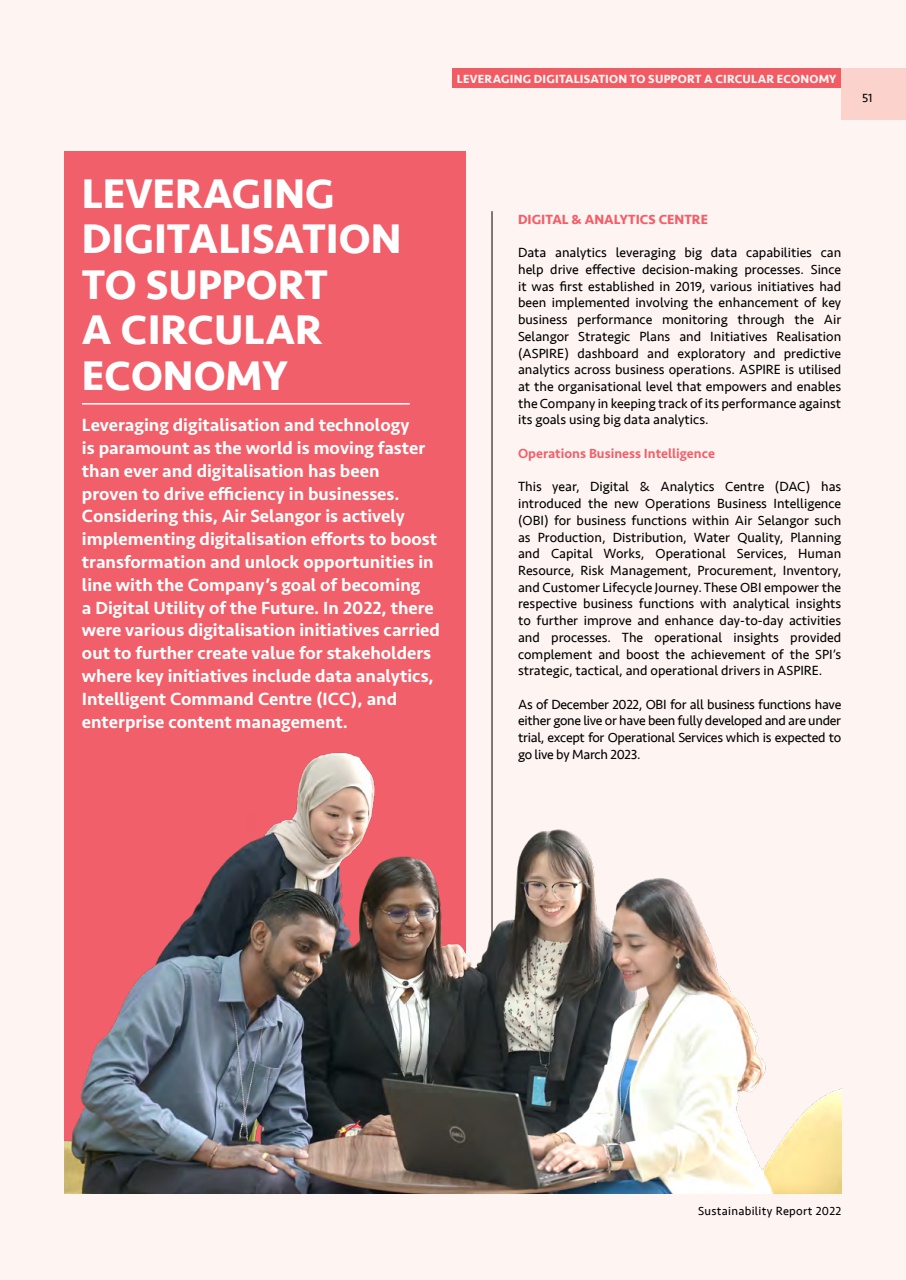 LEVERAGING DIGITALISATION TO SUPPORT A CIRCULAR ECONOMY
51
LEVERAGING
DIGITALISATION
TO SUPPORT
A CIRCULAR
ECONOMY
Leveraging digitalisation and technology
is paramount as the world is moving faster
than ever and digitalisation has been
proven to drive efficiency in businesses.
Considering this, Air Selangor is actively
implementing digitalisation efforts to boost
transformation and unlock opportunities in
line with the Company's goal of becoming
a Digital Utility of the Future. In 2022, there
were various digitalisation initiatives carried
out to further create value for stakeholders
where key initiatives include data analytics,
Intelligent Command Centre (ICC), and
enterprise content management.
DIGITAL & ANALYTICS CENTRE
Data analytics leveraging big data capabilities can
help drive effective decision-making processes. Since
it was first established in 2019, various initiatives had
been implemented involving the enhancement of key
business performance monitoring through the Air
Selangor Strategic Plans and Initiatives Realisation
(ASPIRE) dashboard and exploratory and predictive
analytics across business operations. ASPIRE is utilised
at the organisational level that empowers and enables
the Company in keeping track of its performance against
its goals using big data analytics.
Operations Business Intelligence
This year, Digital & Analytics Centre (DAC) has
introduced the new Operations Business Intelligence
(OBI) for business functions within Air Selangor such
as Production, Distribution, Water Quality, Planning
and Capital Works, Operational Services, Human
Resource, Risk Management, Procurement, Inventory,
and Customer Lifecycle Journey. These OBI empower the
respective business functions with analytical insights
to further improve and enhance day-to-day activities
and processes. The operational insights provided
complement and boost the achievement of the SPI's
strategic, tactical, and operational drivers in ASPIRE.
As of December 2022, OBI for all business functions have
either gone live or have been fully developed and are under
trial, except for Operational Services which is expected to
go live by March 2023.
DELL
Sustainability Report 2022